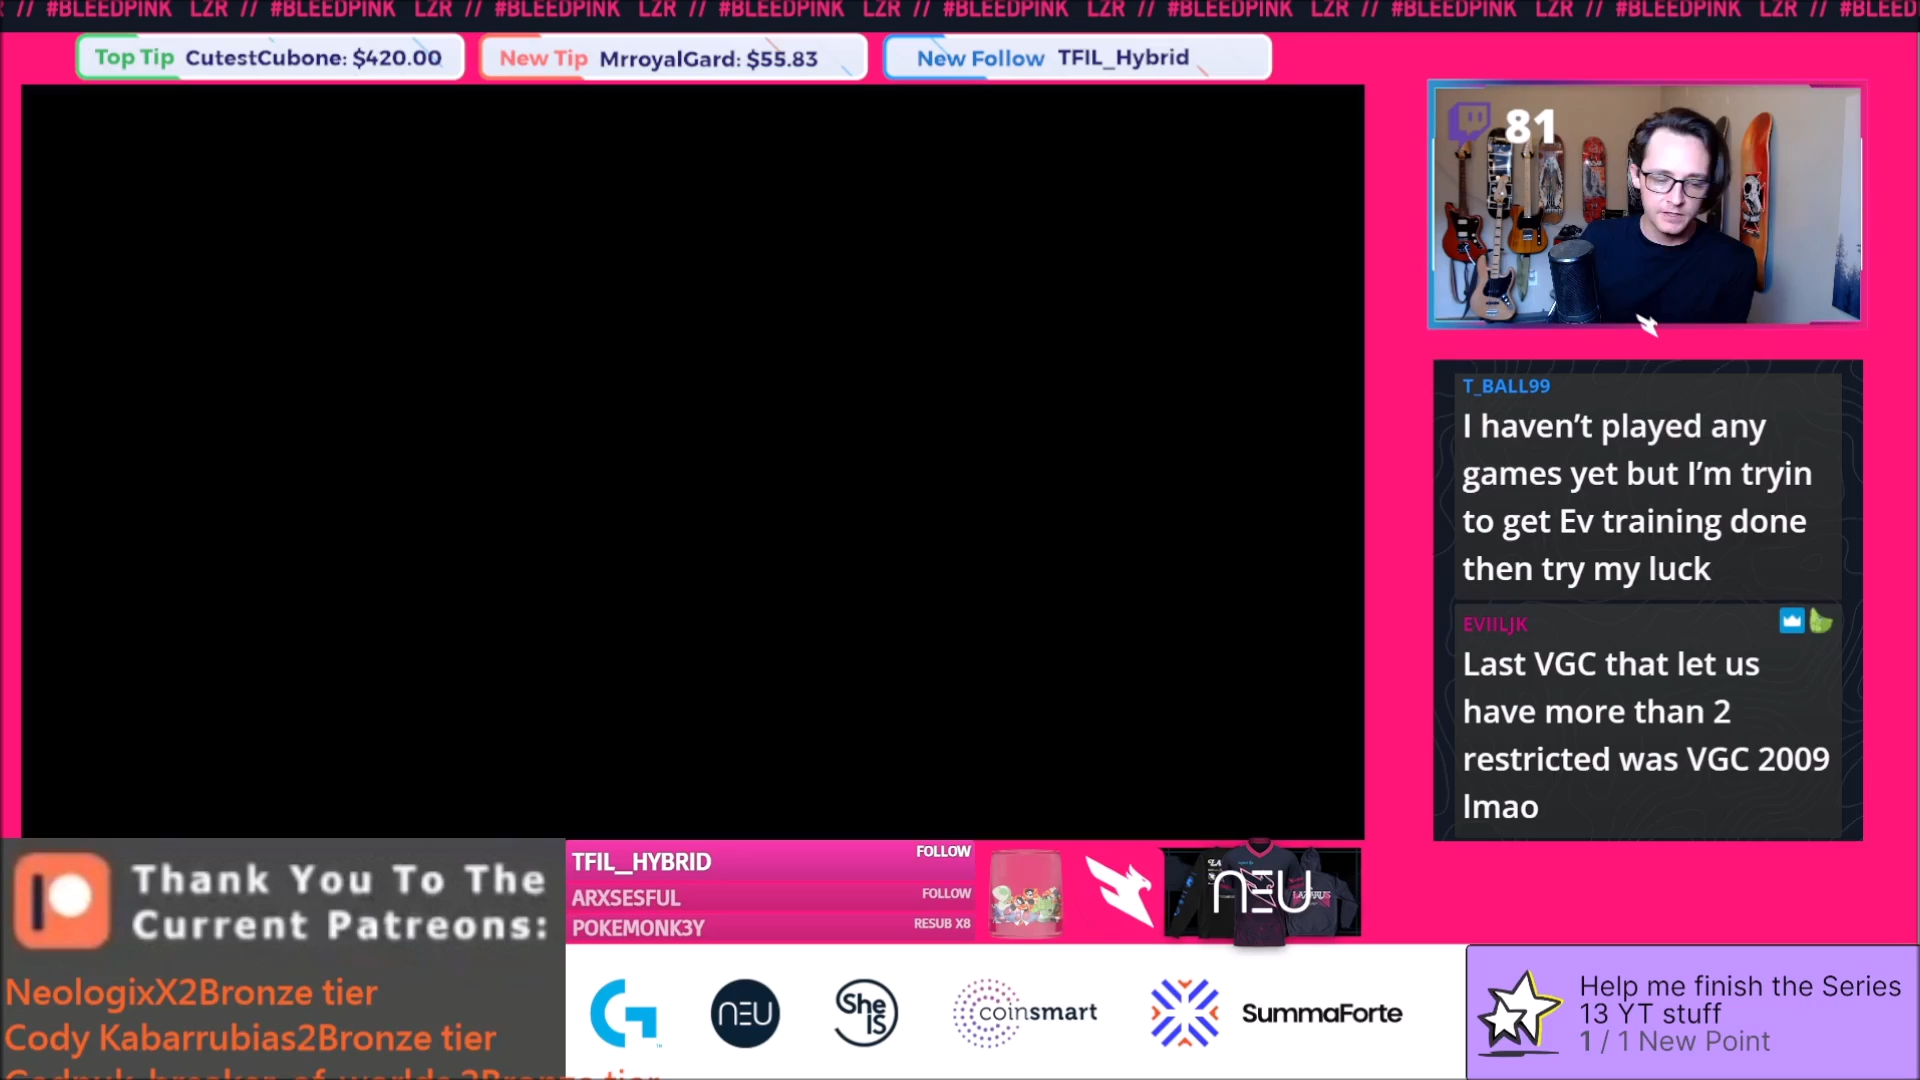 // #BLEEDPINK LZR // #BLEEDPINK LZR // #BLEEDPINK LZR // #BLEEDPINK LZR // #BLEEDPINK LZR // #BLEEDPINK LZR // #BLEEDPINK LZR // #BLEEDPINK LZR // #BLEED
Top Tip CutestCubone: $420.00
New Tip MrroyalGard: $55.83
New Follow TFIL_Hybrid
81
T_BALL99
I haven't played any
games yet but I'm tryin
to get Ev training done
then try my luck
EVIILJK
Last VGC that let us
have more than 2
restricted was VGC 2009
lmao
Thank You To The
Current Patreons:
NeologixX2Bronze tier
Cody Kabarrubias2Bronze tier
TFIL_HYBRID FOLLOW
ARXSESFUL FOLLOW
POKEMONK3Y RESUB X8
NEU
LAZARUS
NEU
She
IS
coinsmart
SummaForte
Help me finish the Series
13 YT stuff
1 / 1 New Point